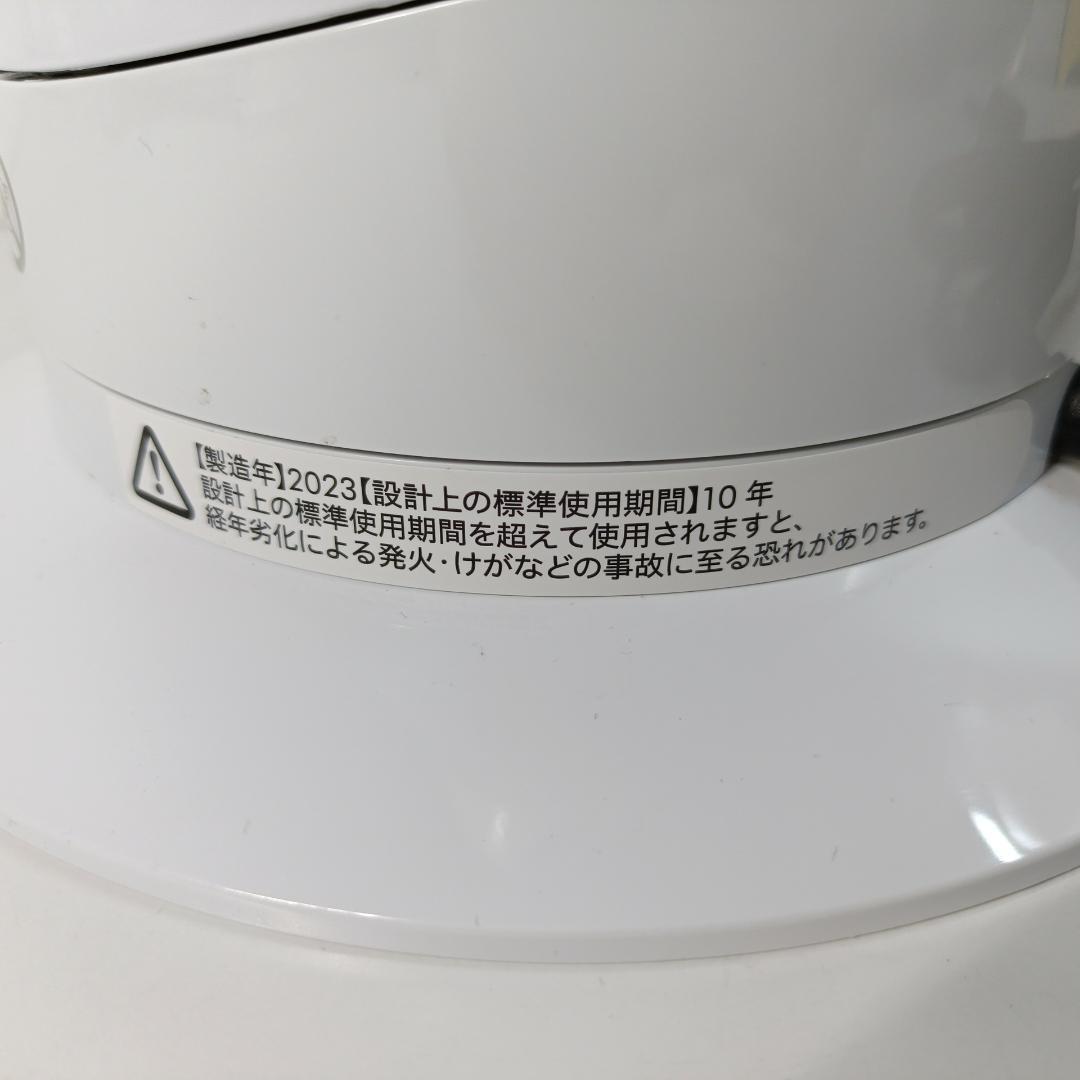 【製造年】2023【設計上の標準使用期間】10 年
設計上の標準使用期間を超えて使用されますと、
経年劣化による発火・けがなどの事故に至る恐れがあります。